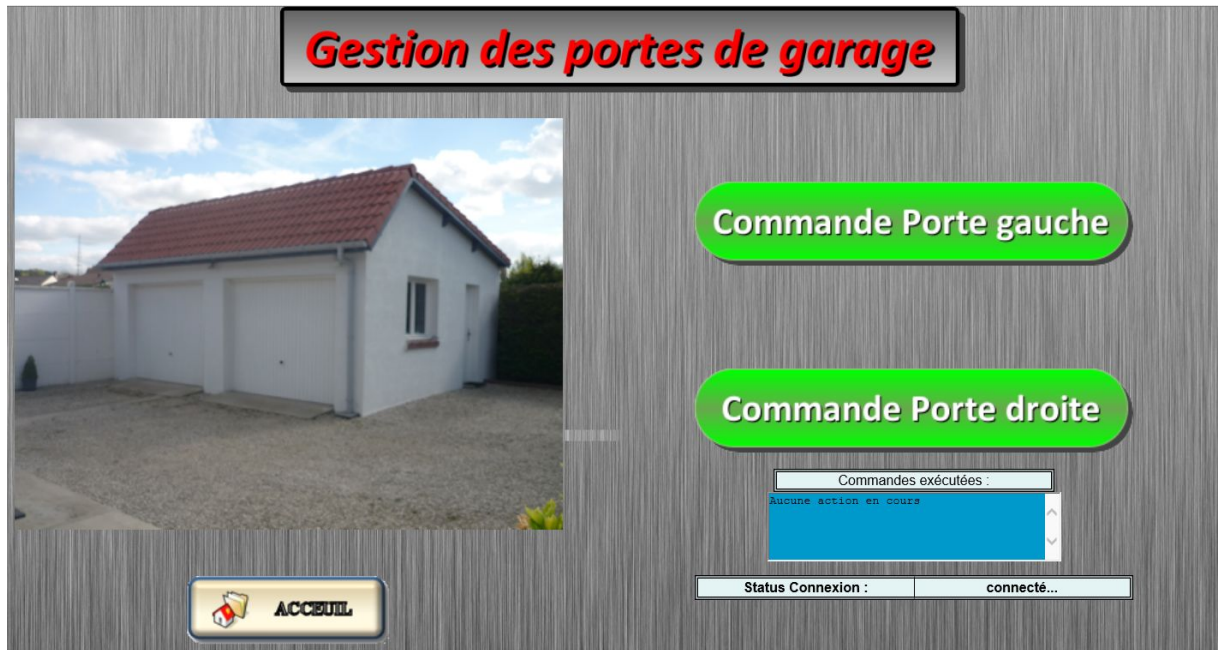 Gestion des portes de garage
Commande Porte gauche
Commande Porte droite
Commandes exécutées :
Aucune action en cours
Status Connexion :
connecté...
ACCEUIL